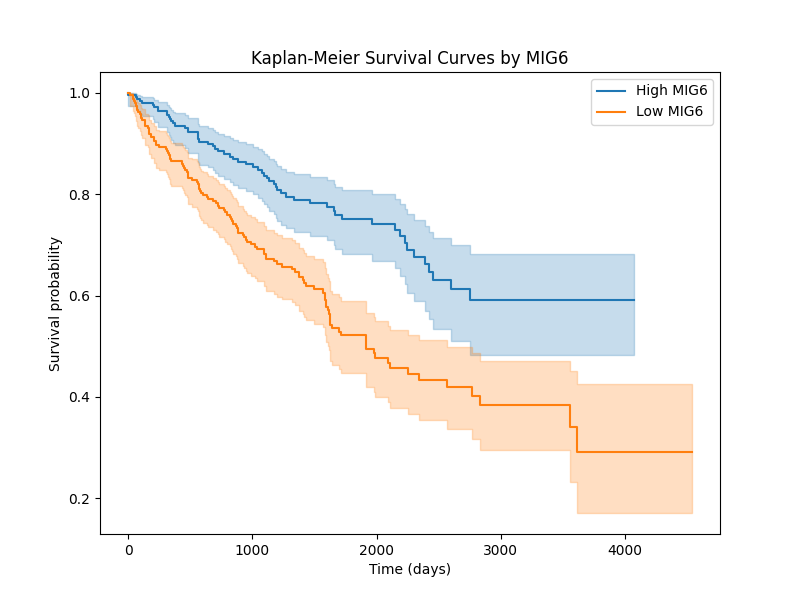 Kaplan-Meier Survival Curves by MIG6
High MIG6
Low MIG6
1.0
0.8
0.6
0.4
0.2
Survival probability
0 1000 2000 3000 4000
Time (days)